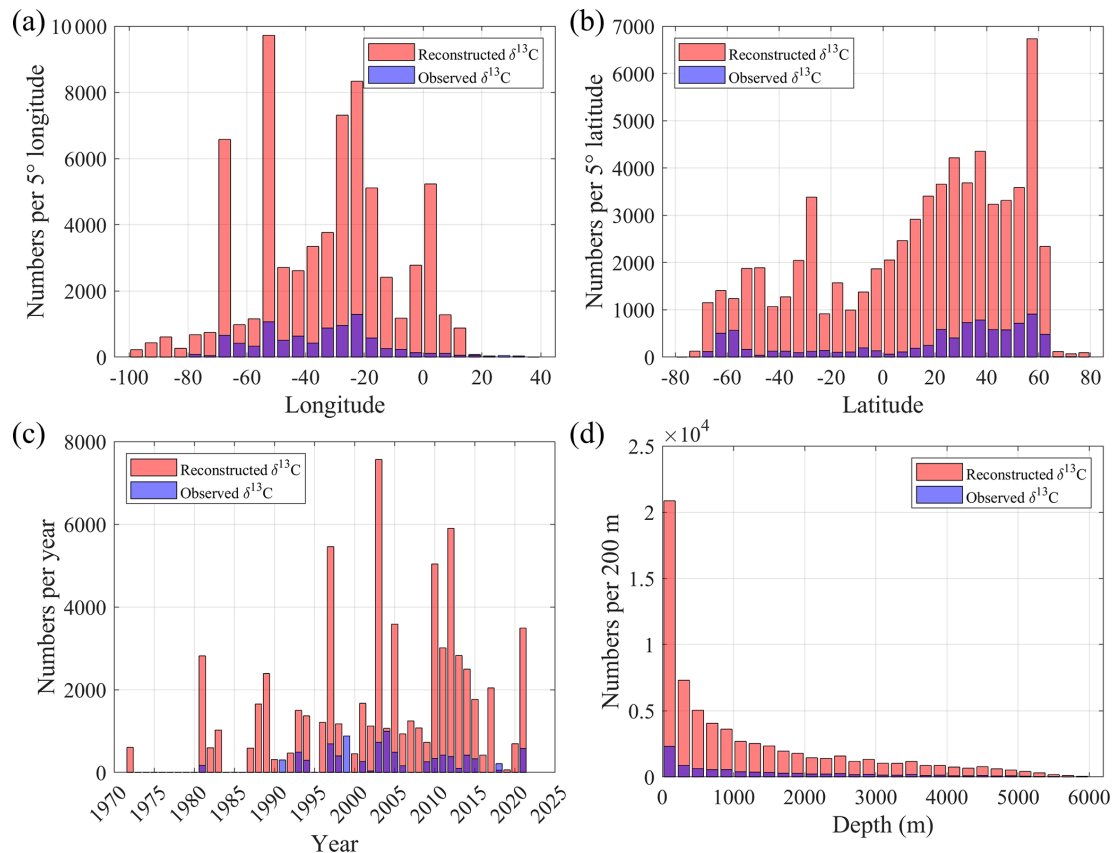 (a)
10000
8000
6000
4000
2000
0
Numbers per 5° longitude
Reconstructed δ¹³C
Observed δ¹³C
-100 -80 -60 -40 -20 0 20 40
Longitude
(b)
7000
6000
5000
4000
3000
2000
1000
0
Numbers per 5° latitude
Reconstructed δ¹³C
Observed δ¹³C
-80 -60 -40 -20 0 20 40 60 80
Latitude
(c)
8000
6000
4000
2000
0
Numbers per year
Reconstructed δ¹³C
Observed δ¹³C
1970 1975 1980 1985 1990 1995 2000 2005 2010 2015 2020 2025
Year
(d)
×10⁴
2.5
2
1.5
1
0.5
0
Numbers per 200 m
Reconstructed δ¹³C
Observed δ¹³C
0 1000 2000 3000 4000 5000 6000
Depth (m)